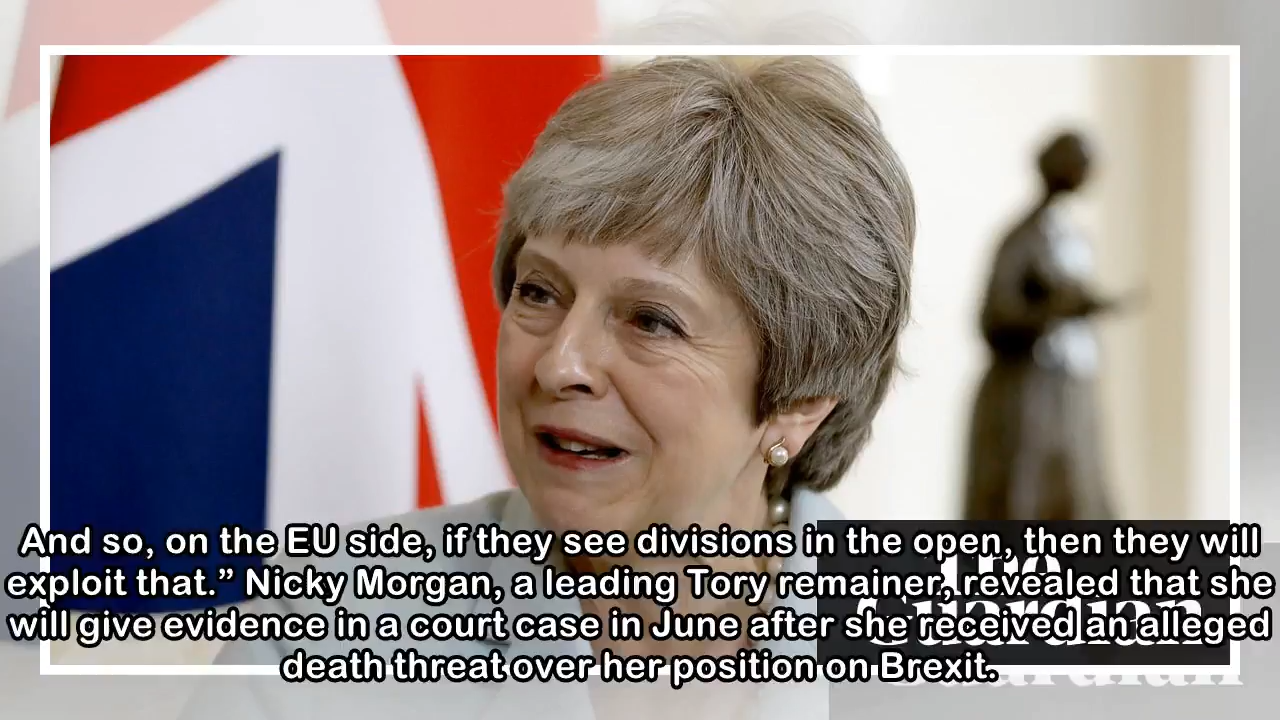 And so, on the EU side, if they see divisions in the open, then they will
exploit that.” Nicky Morgan, a leading Tory remainer, revealed that she
will give evidence in a court case in June after she received an alleged
death threat over her position on Brexit.
The
Guardian